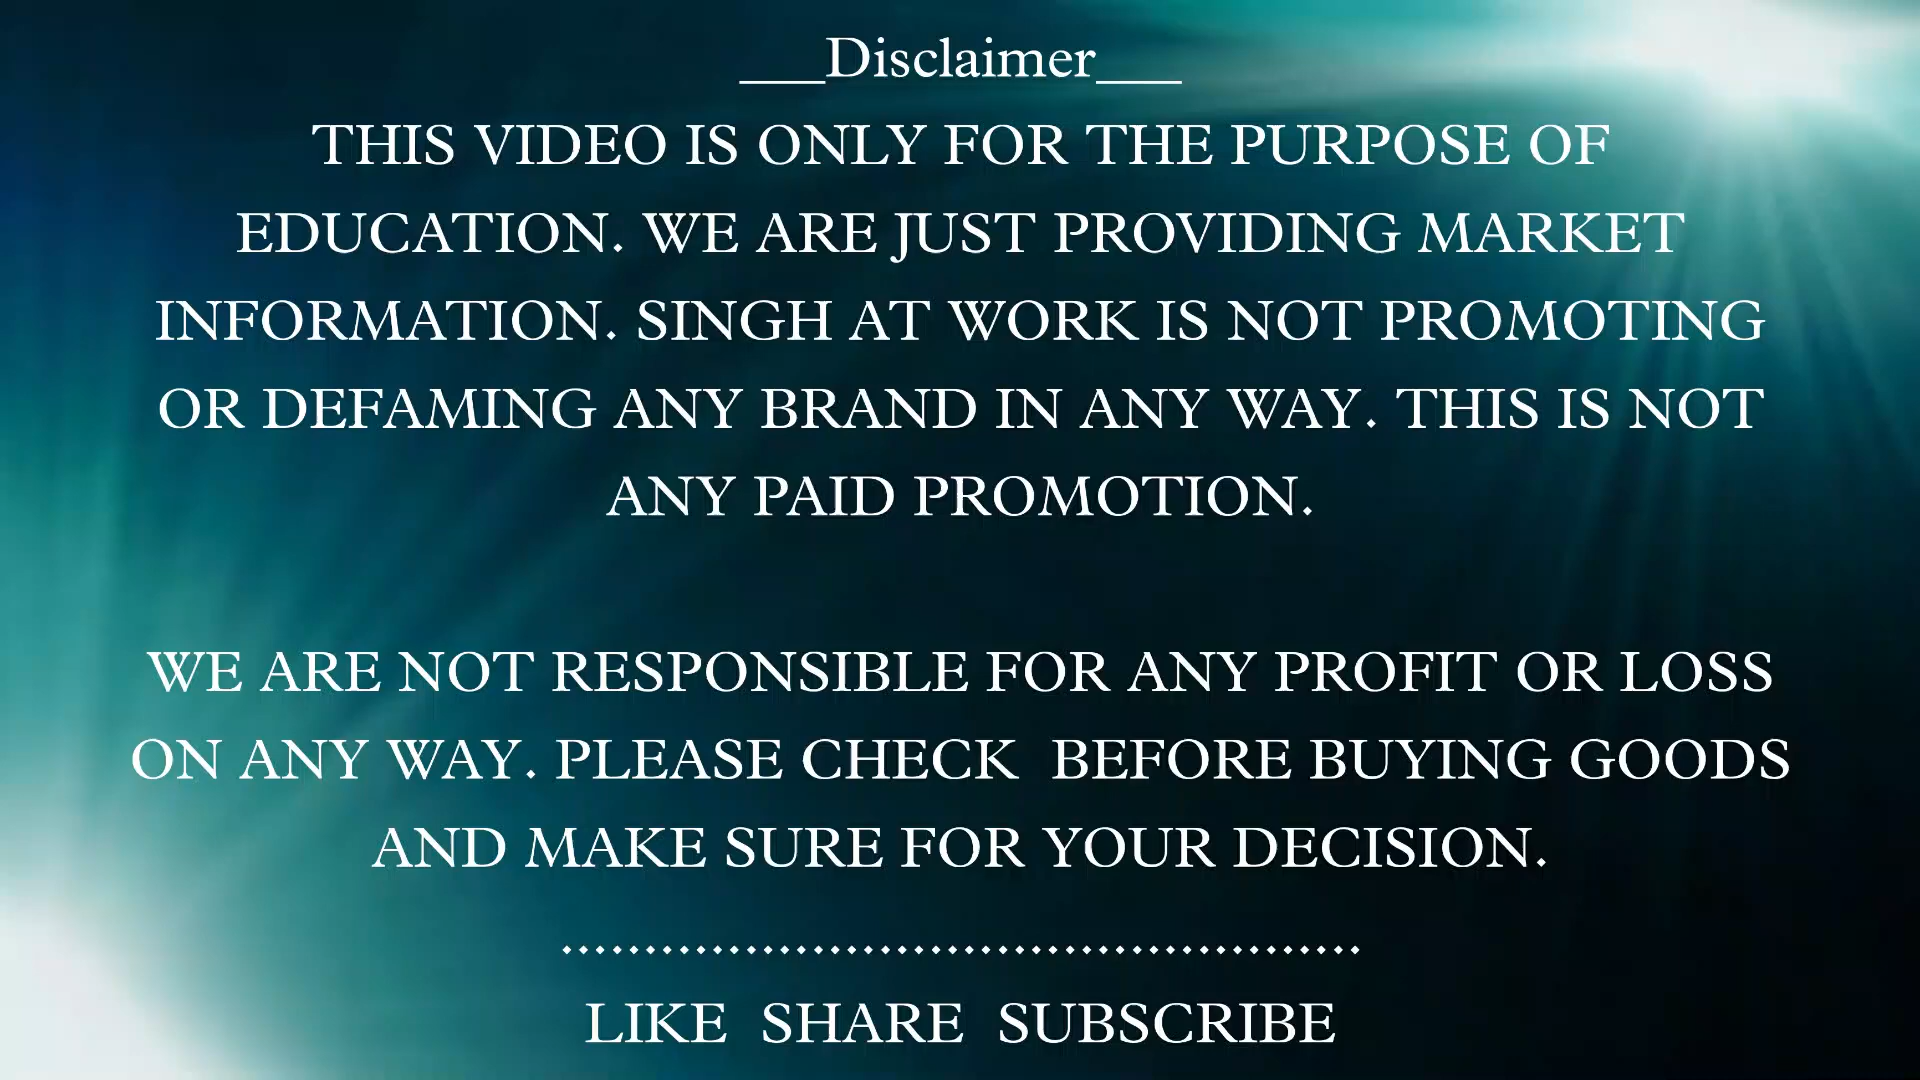 ___Disclaimer___
THIS VIDEO IS ONLY FOR THE PURPOSE OF
EDUCATION. WE ARE JUST PROVIDING MARKET
INFORMATION. SINGH AT WORK IS NOT PROMOTING
OR DEFAMING ANY BRAND IN ANY WAY. THIS IS NOT
ANY PAID PROMOTION.
WE ARE NOT RESPONSIBLE FOR ANY PROFIT OR LOSS
ON ANY WAY. PLEASE CHECK  BEFORE BUYING GOODS
AND MAKE SURE FOR YOUR DECISION.
................................................
LIKE  SHARE  SUBSCRIBE